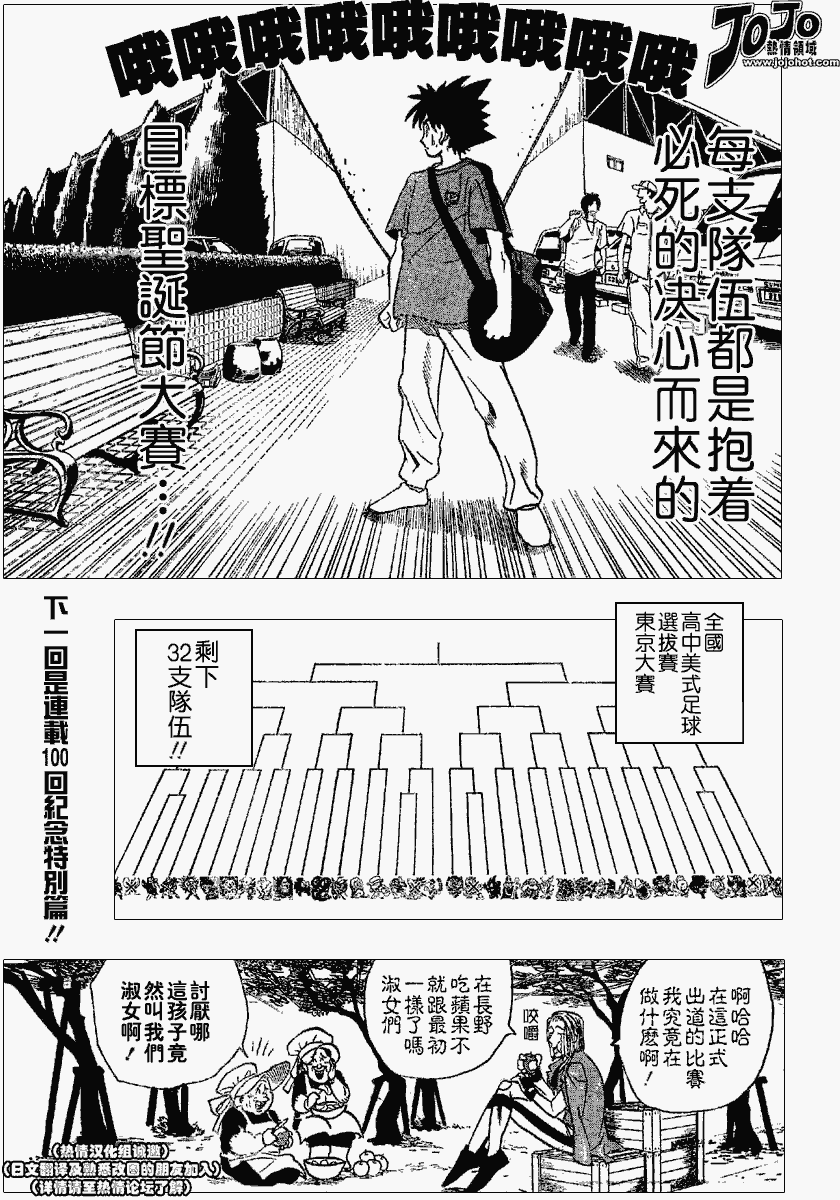 哦哦哦哦哦哦哦哦哦
JOJO
熱情領域
www.jojohot.com
每支隊伍都是抱着
必死的决心而來的
目標聖誕節大賽…!!
全國
高中美式足球
選拔賽
東京大賽
剩下
32支隊伍!!
下一回是連載100回紀念特別篇!!
啊哈哈
在這正式
出道的比賽
我究竟在
做什麽啊!
咬嚼
在長野
吃蘋果不
就跟最初
一樣了嗎
淑女們
討厭哪
這孩子竟
然叫我們
淑女啊!
(热情汉化组诚邀)
(日文翻译及熟悉改图的朋友加入)
(详情请至热情论坛了解)